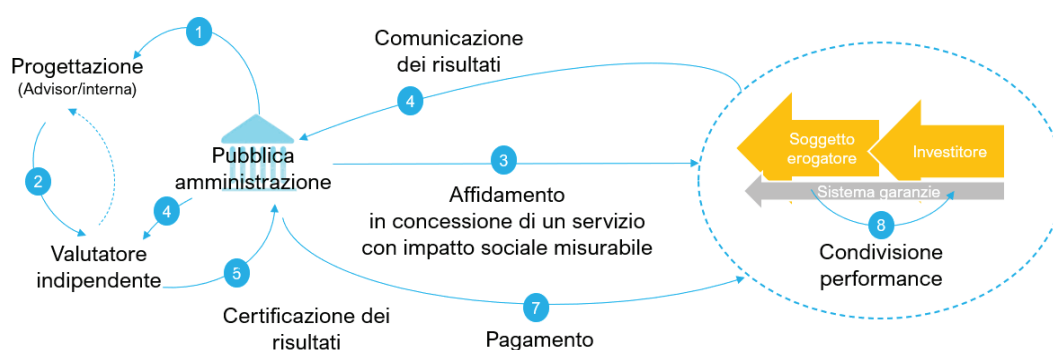 1
Comunicazione
dei risultati
Progettazione
(Advisor/interna)
4
Soggetto
erogatore
Investitore
Pubblica
amministrazione
3
2
Sistema garanzie
Affidamento
in concessione di un servizio
con impatto sociale misurabile
4
8
Valutatore
indipendente
Condivisione
performance
5
Certificazione dei
risultati
7
Pagamento